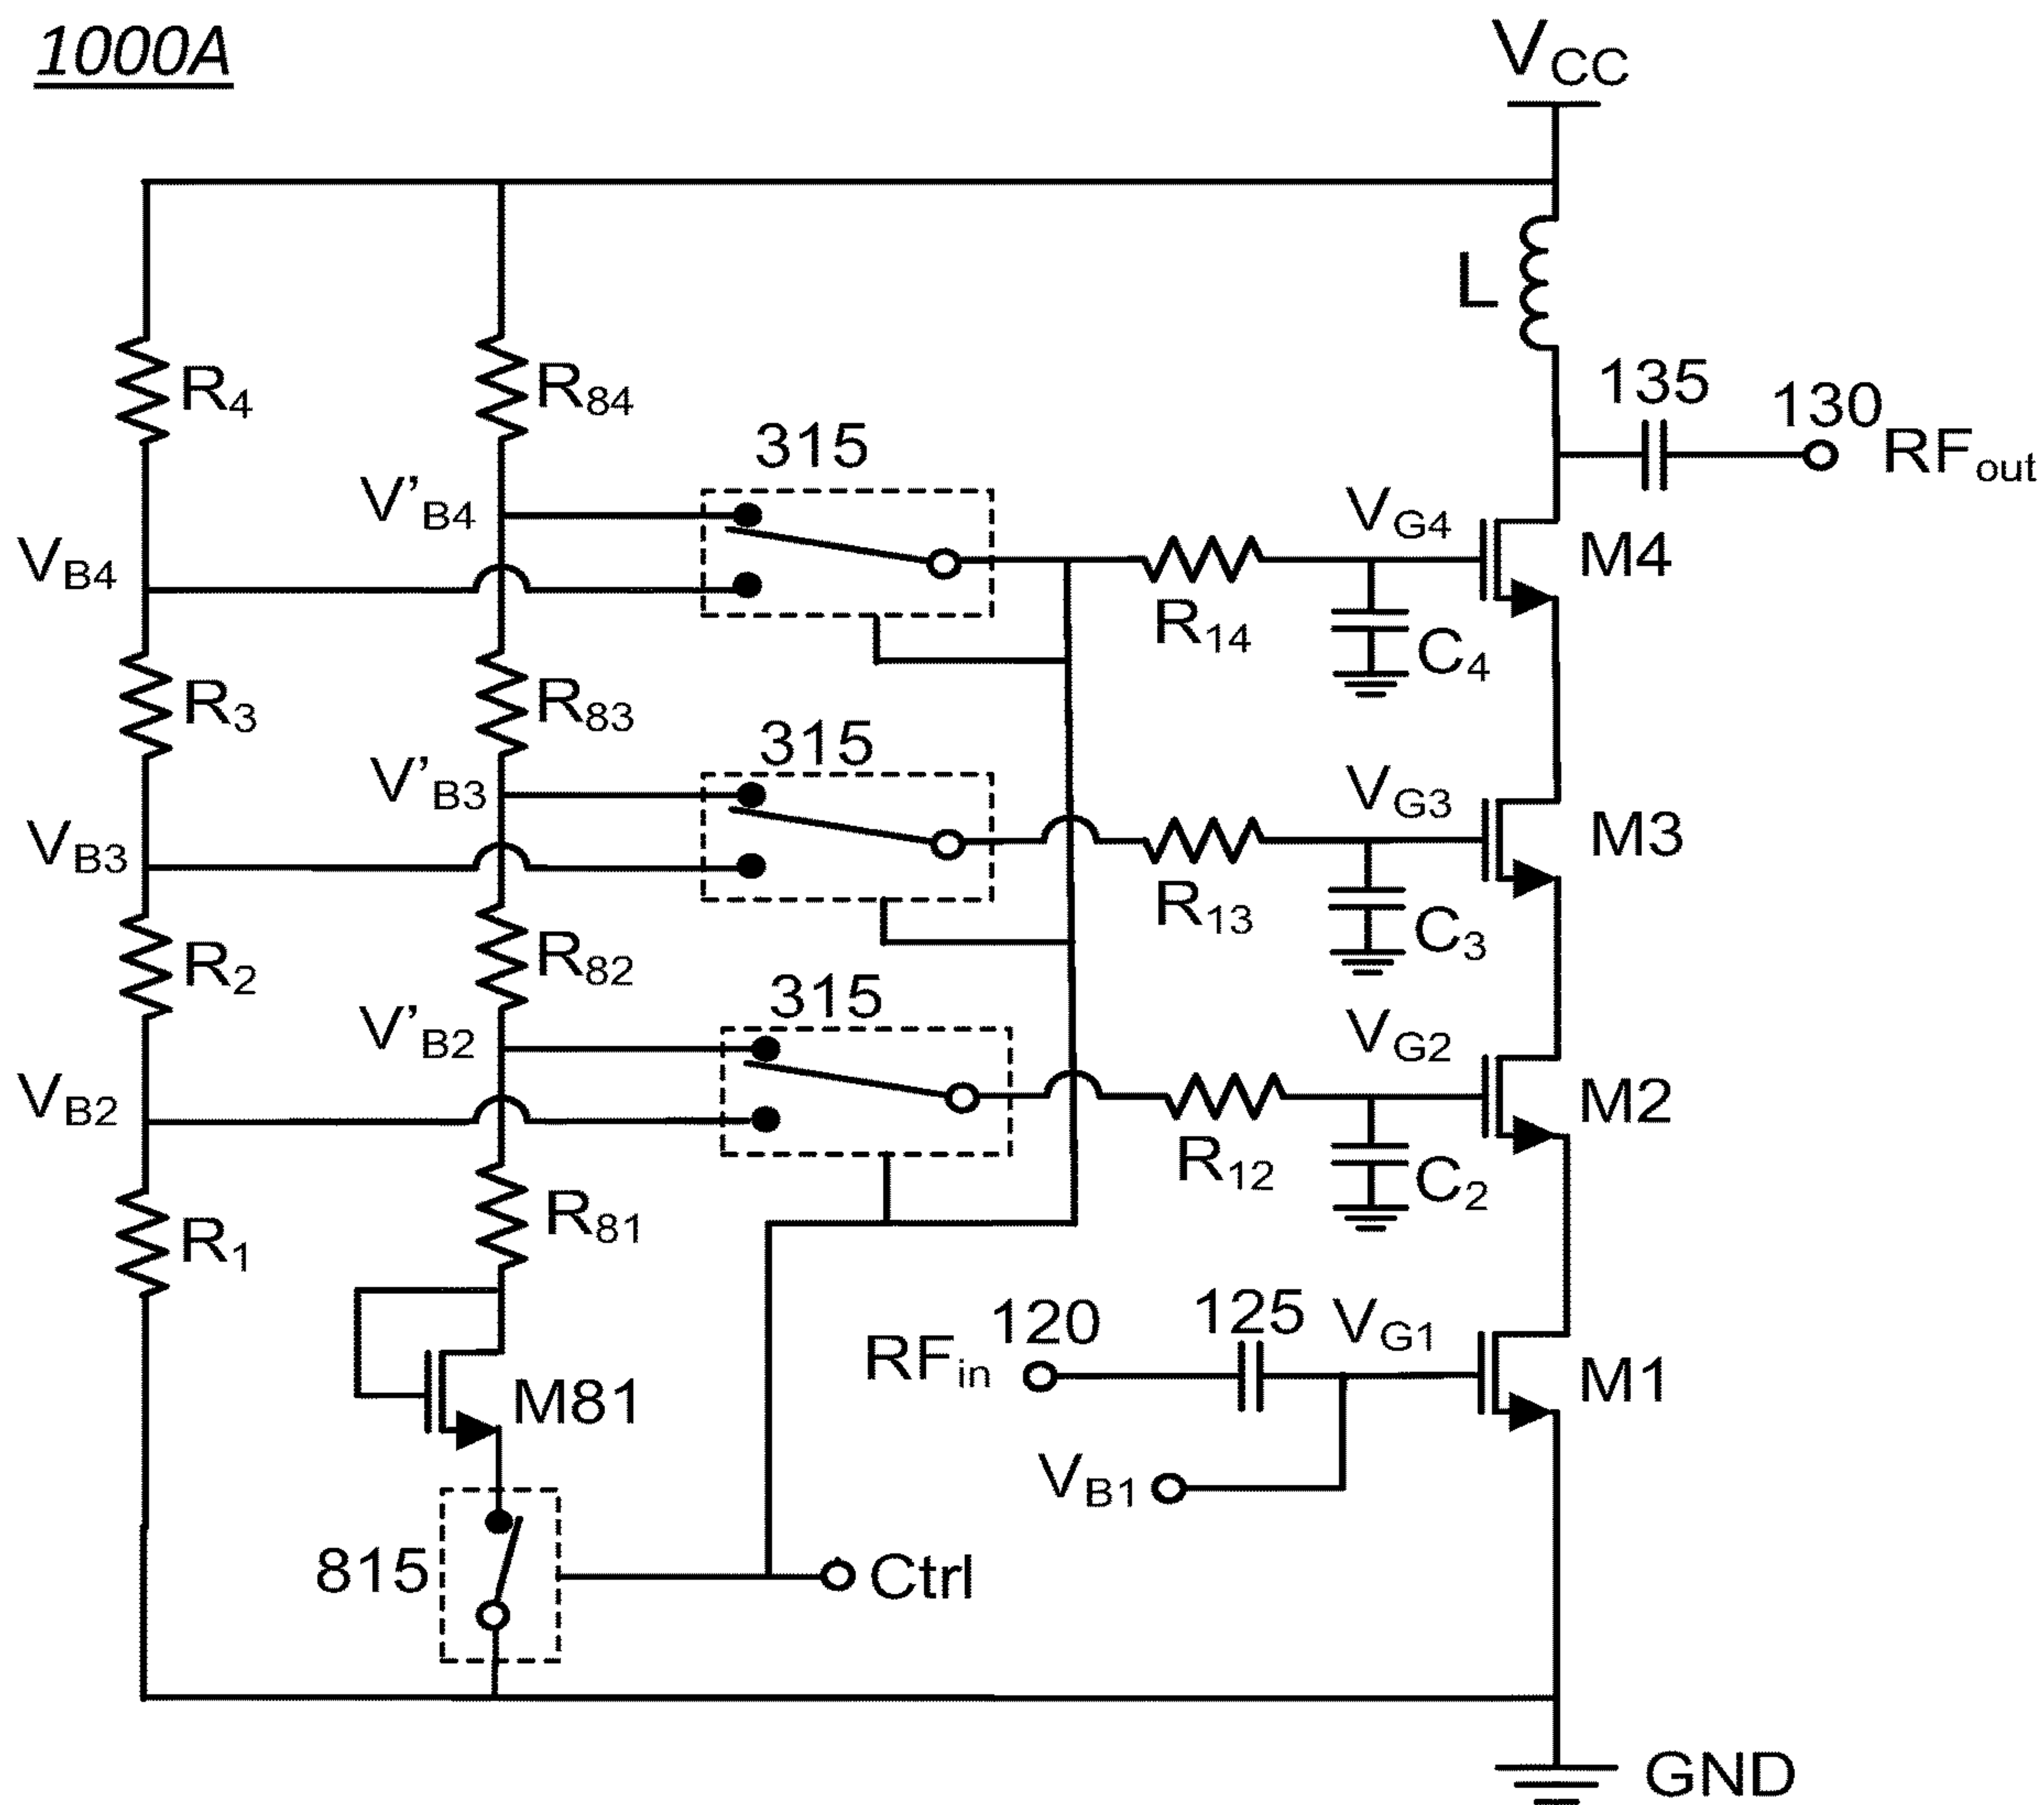 1000A
VCC
L
R4
R84
135
130
RFout
315
V'B4
VG4
M4
VB4
R14
C4
R3
R83
315
V'B3
VG3
M3
VB3
R13
C3
R2
R82
315
V'B2
VG2
M2
VB2
R12
C2
R1
R81
120
125
VG1
RFin
M1
M81
VB1
815
Ctrl
GND